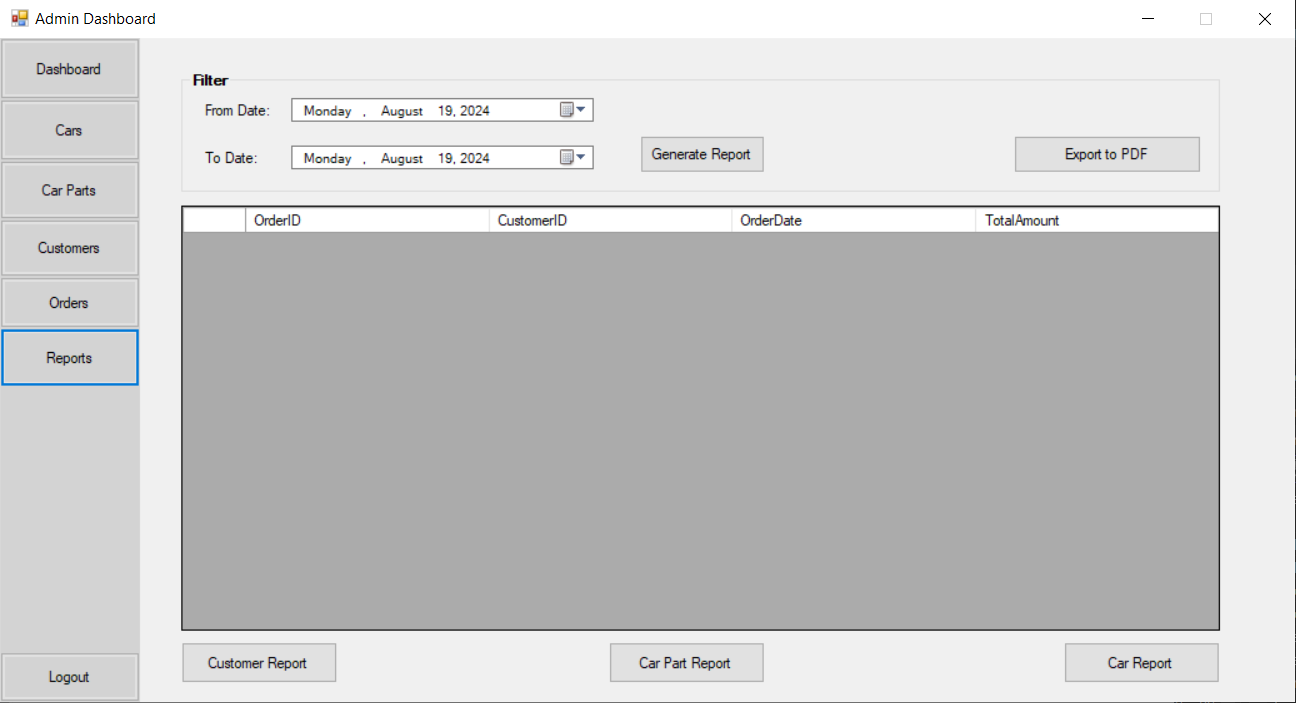 Admin Dashboard
Dashboard
Cars
Car Parts
Customers
Orders
Reports
Logout
Filter
From Date: Monday , August 19, 2024
To Date: Monday , August 19, 2024
Generate Report
Export to PDF
OrderID CustomerID OrderDate TotalAmount
Customer Report Car Part Report Car Report